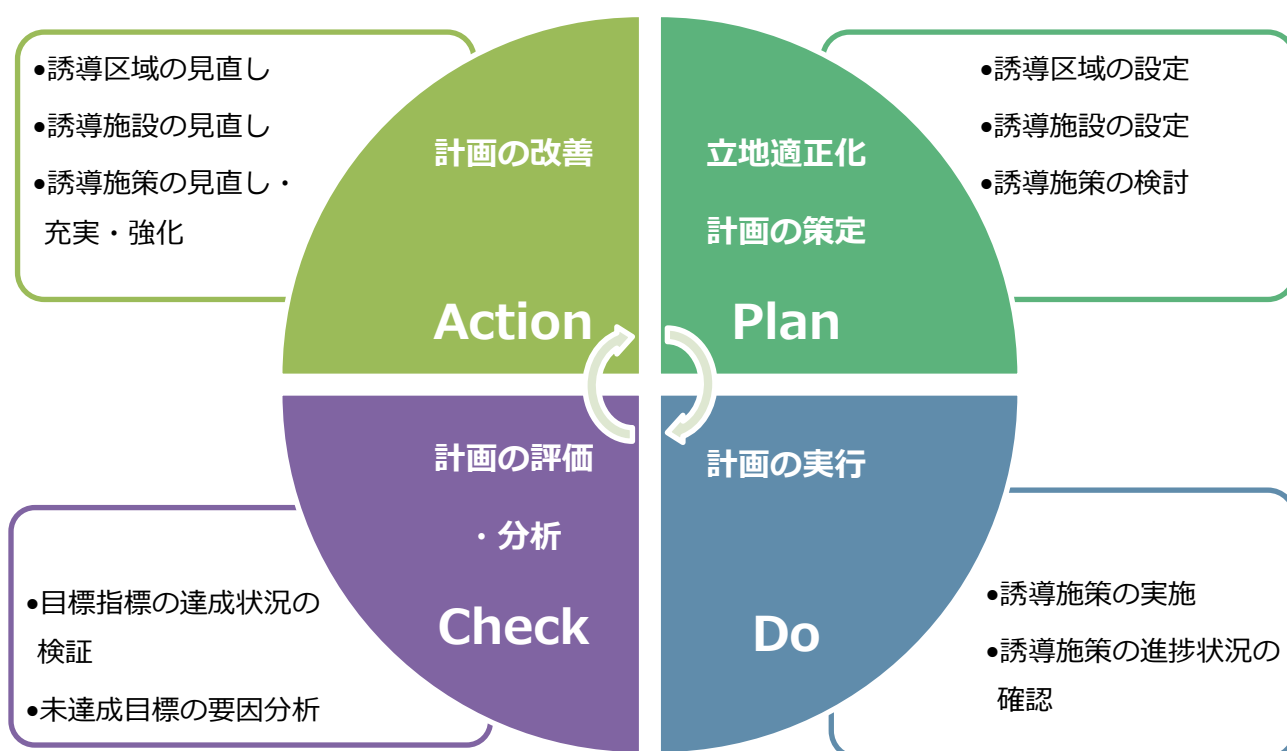 •誘導区域の見直し
•誘導施設の見直し
•誘導施策の見直し・
充実・強化
計画の改善
Action
立地適正化
計画の策定
Plan
•誘導区域の設定
•誘導施設の設定
•誘導施策の検討
•目標指標の達成状況の
検証
•未達成目標の要因分析
計画の評価
・分析
Check
計画の実行
Do
•誘導施策の実施
•誘導施策の進捗状況の
確認